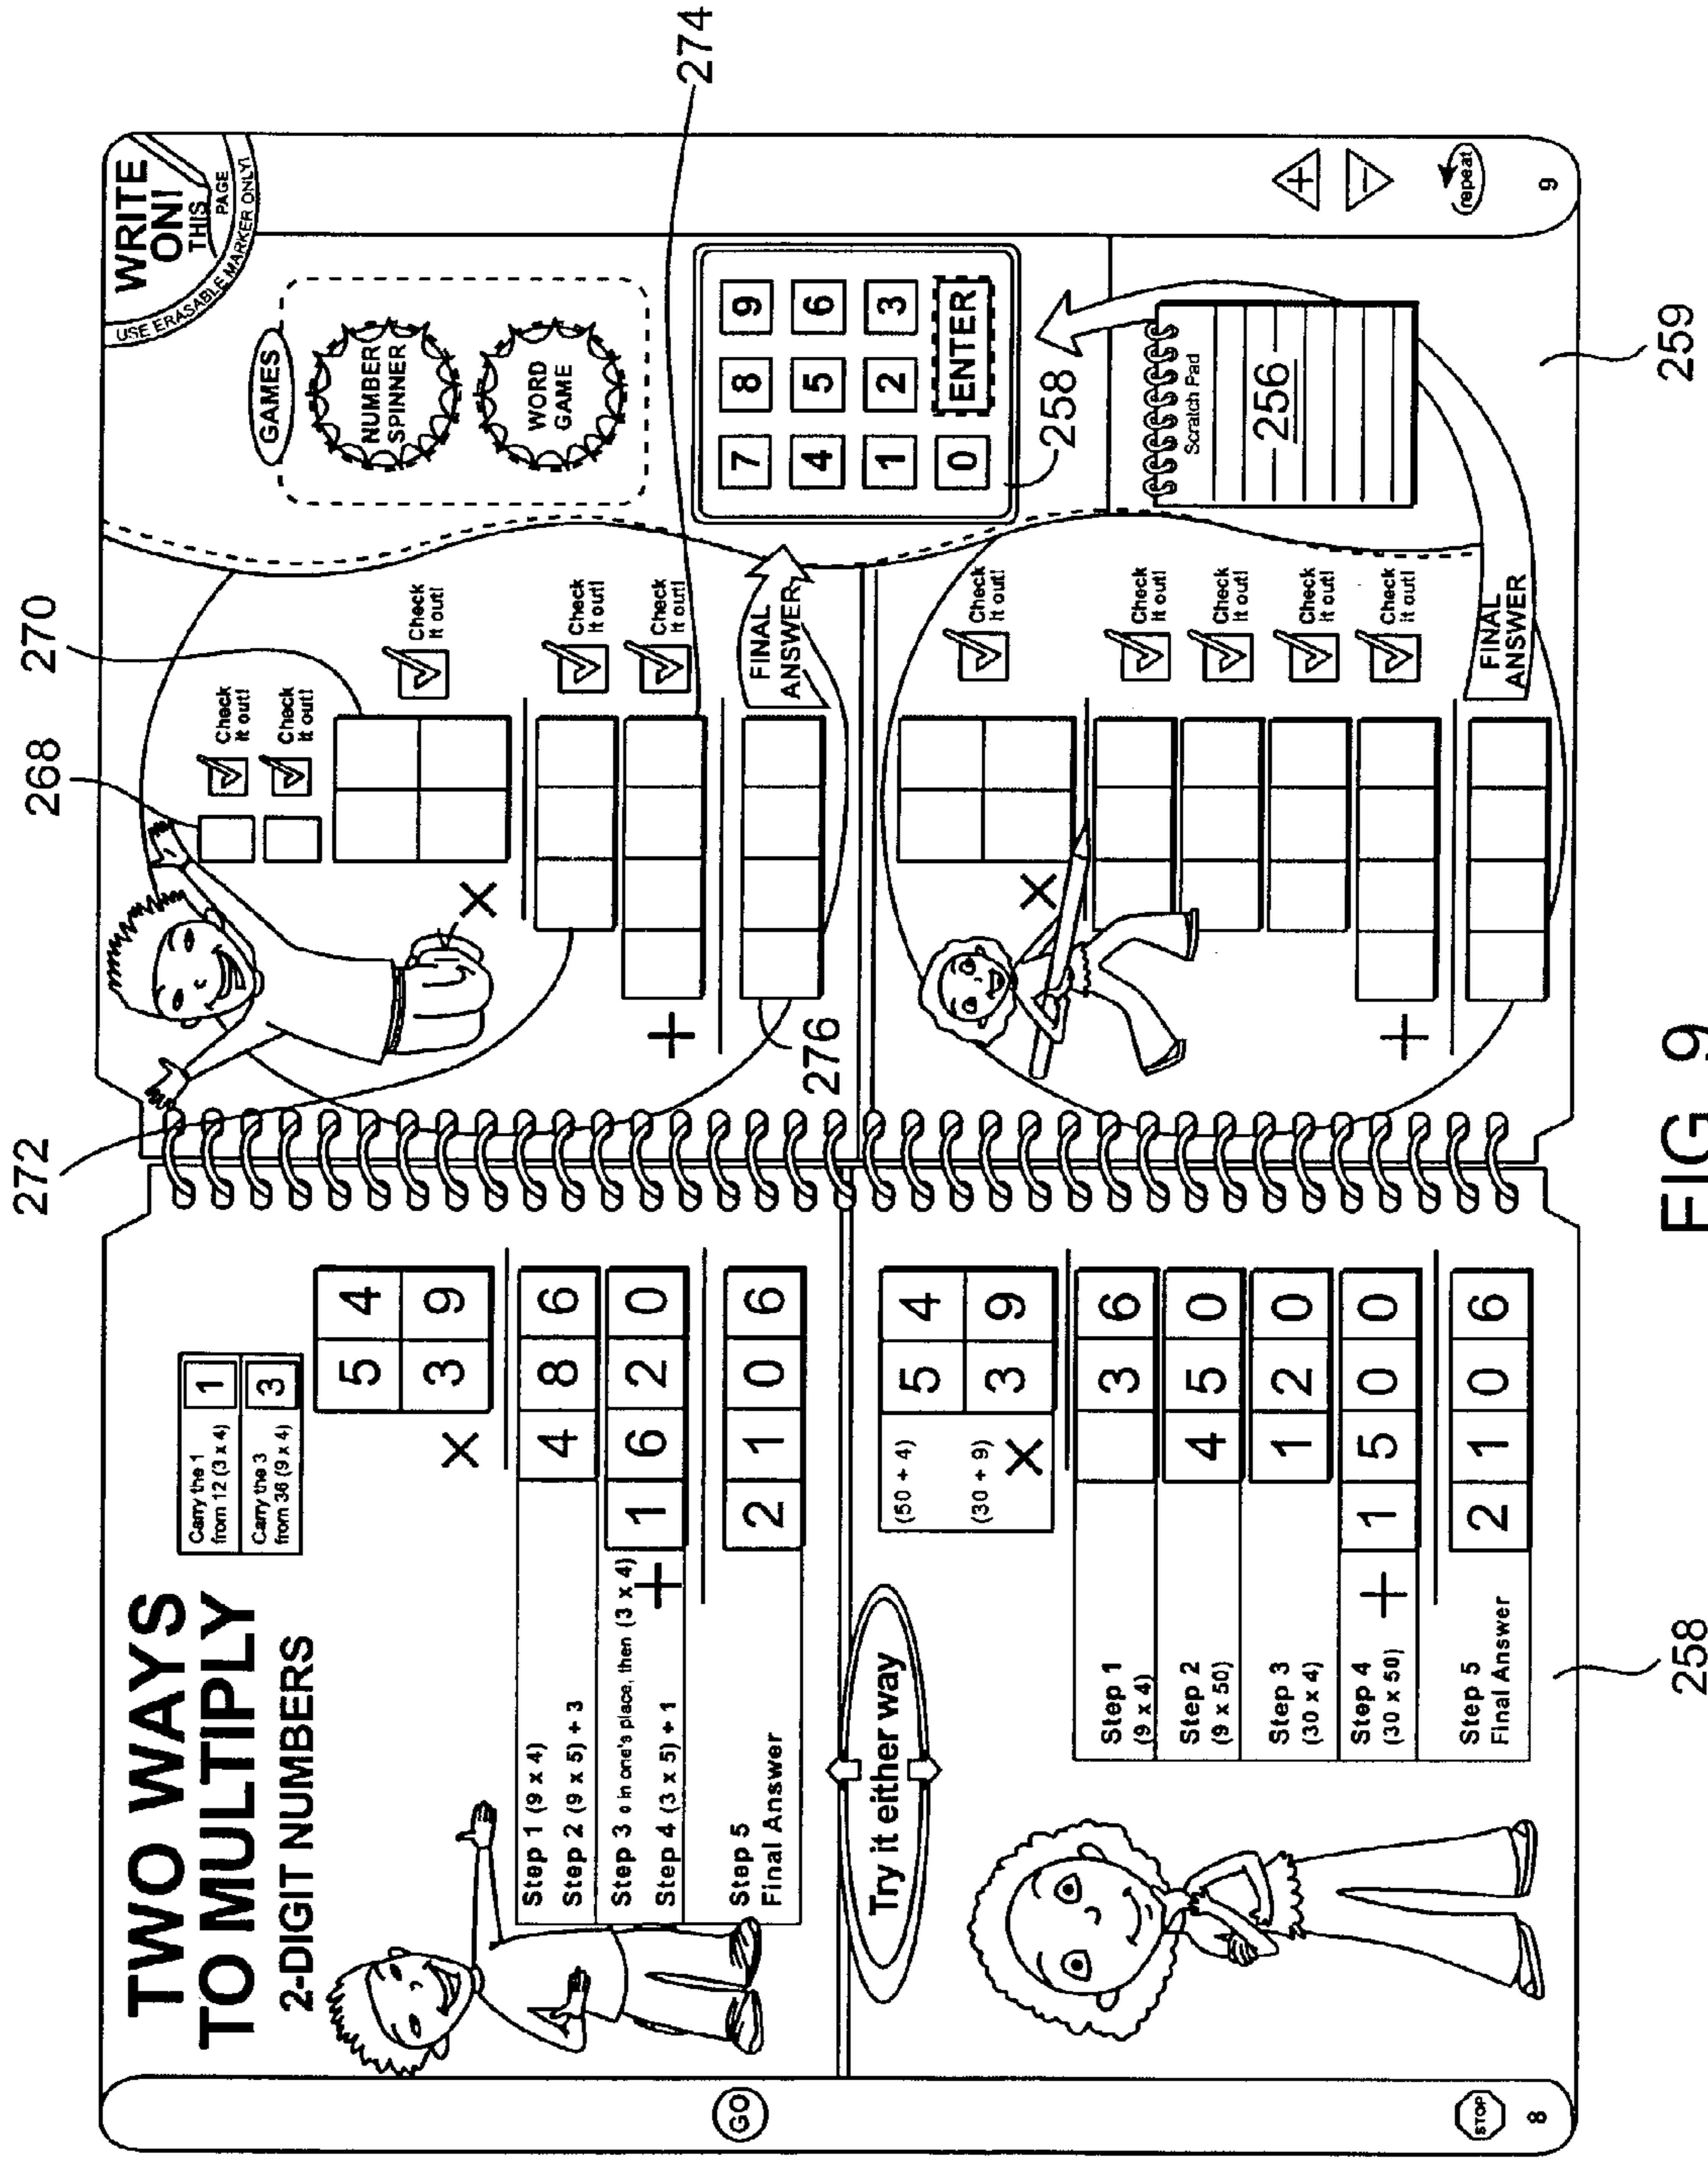 TWO WAYS
TO MULTIPLY
2-DIGIT NUMBERS
Carry the 1
from 12 (3 x 4)
1
Carry the 3
from 36 (9 x 4)
3
5 4
× 3 9
Step 1 (9 x 4)
Step 2 (9 x 5) + 3
4 8 6
Step 3 0 in one's place, then (3 x 4)
Step 4 (3 x 5) + 1
+ 1 6 2 0
Step 5
Final Answer
2 1 0 6
GO
Try it either way
(50 + 4) 5 4
(30 + 9) × 3 9
Step 1
(9 x 4)
3 6
Step 2
(9 x 50)
4 5 0
Step 3
(30 x 4)
1 2 0
Step 4
(30 x 50)
+ 1 5 0 0
Step 5
Final Answer
2 1 0 6
STOP
8
258
272
268
270
274
276
Check
it out!
Check
it out!
×
Check
it out!
Check
it out!
+
Check
it out!
FINAL
ANSWER
×
Check
it out!
Check
it out!
Check
it out!
Check
it out!
+
Check
it out!
FINAL
ANSWER
WRITE
ON!
THIS
PAGE
USE ERASABLE MARKER ONLY!
GAMES
NUMBER
SPINNER
WORD
GAME
7 8 9
4 5 6
1 2 3
0 ENTER
258
Scratch Pad
256
+
−
repeat
9
259
FIG. 9